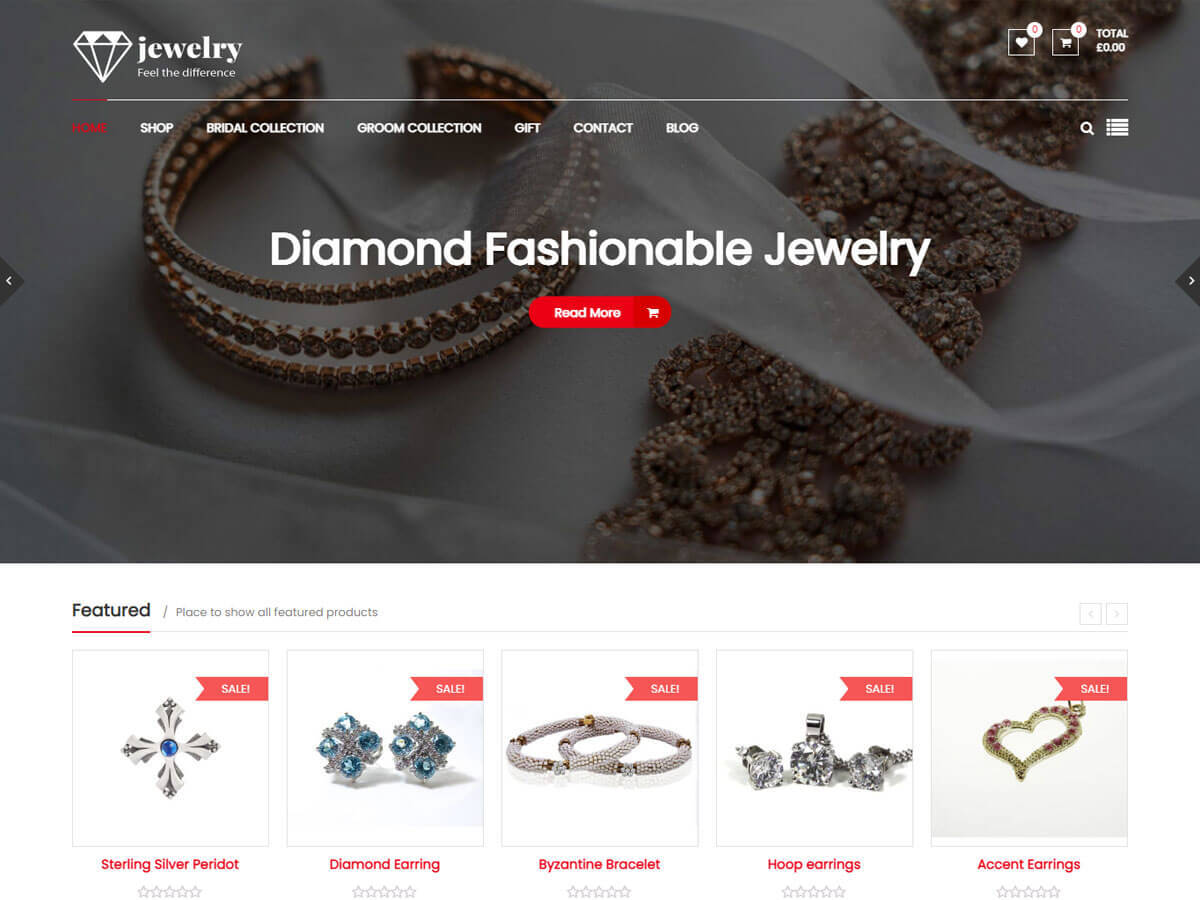 jewelry
Feel the difference
0
0
TOTAL
£0.00
HOME SHOP BRIDAL COLLECTION GROOM COLLECTION GIFT CONTACT BLOG
Diamond Fashionable Jewelry
Read More
Featured / Place to show all featured products
SALE! SALE! SALE! SALE! SALE!
Sterling Silver Peridot Diamond Earring Byzantine Bracelet Hoop earrings Accent Earrings